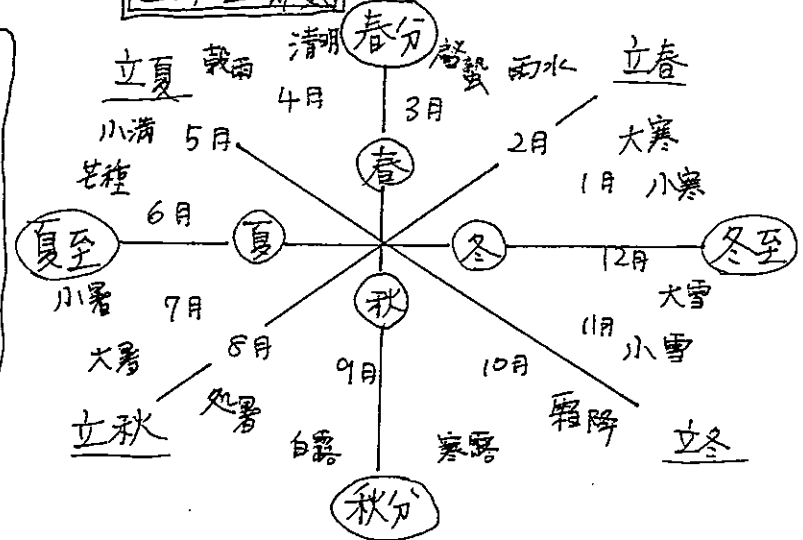 春分
清明
穀雨
立夏
啓蟄
雨水
立春
4月
3月
小満
5月
春
2月
大寒
芒種
1月
小寒
6月
夏至
夏
冬
12月
冬至
小暑
7月
秋
大雪
11月
大暑
8月
9月
10月
小雪
処暑
霜降
立秋
白露
寒露
立冬
秋分